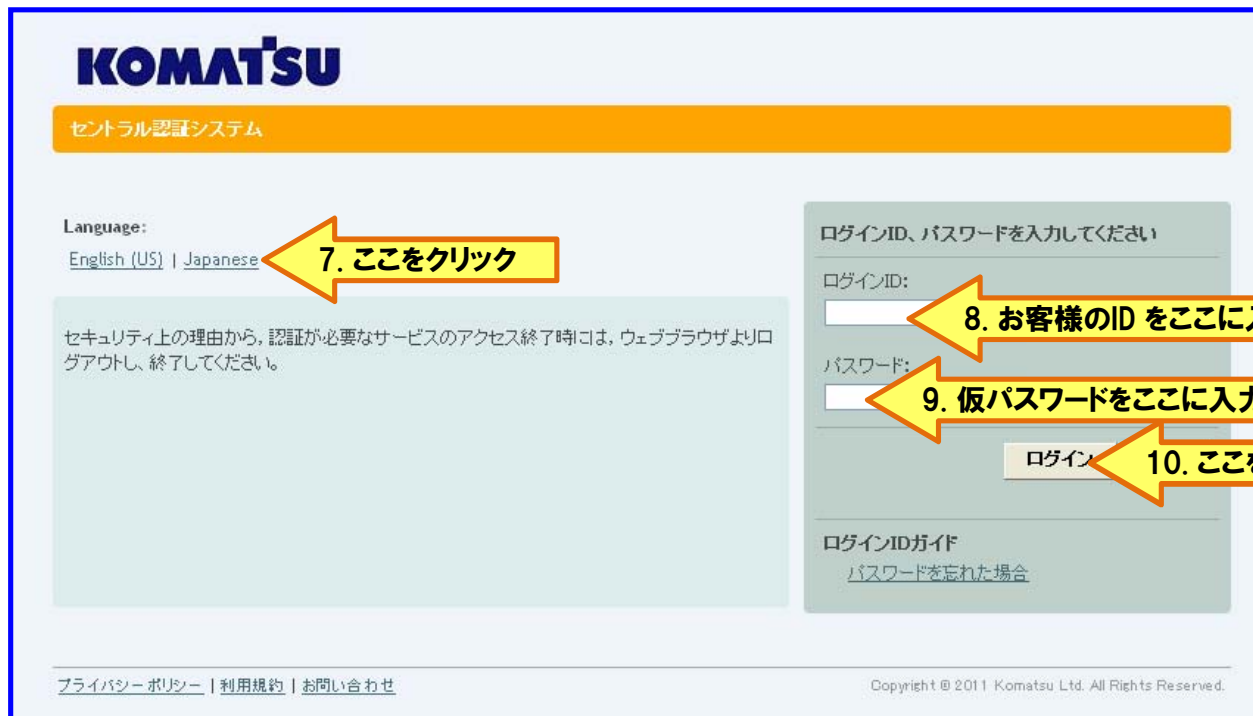 KOMATSU
セントラル認証システム
Language:
English (US) | Japanese
7. ここをクリック
セキュリティ上の理由から，認証が必要なサービスのアクセス終了時には，ウェブブラウザよりロ
グアウトし、終了してください。
ログインID、パスワードを入力してください
ログインID:
8. お客様のID をここに
パスワード:
9. 仮パスワードをここに入
ログイン
10. ここ
ログインIDガイド
パスワードを忘れた場合
プライバシーポリシー | 利用規約 | お問い合わせ
Copyright © 2011 Komatsu Ltd. All Rights Reserved.